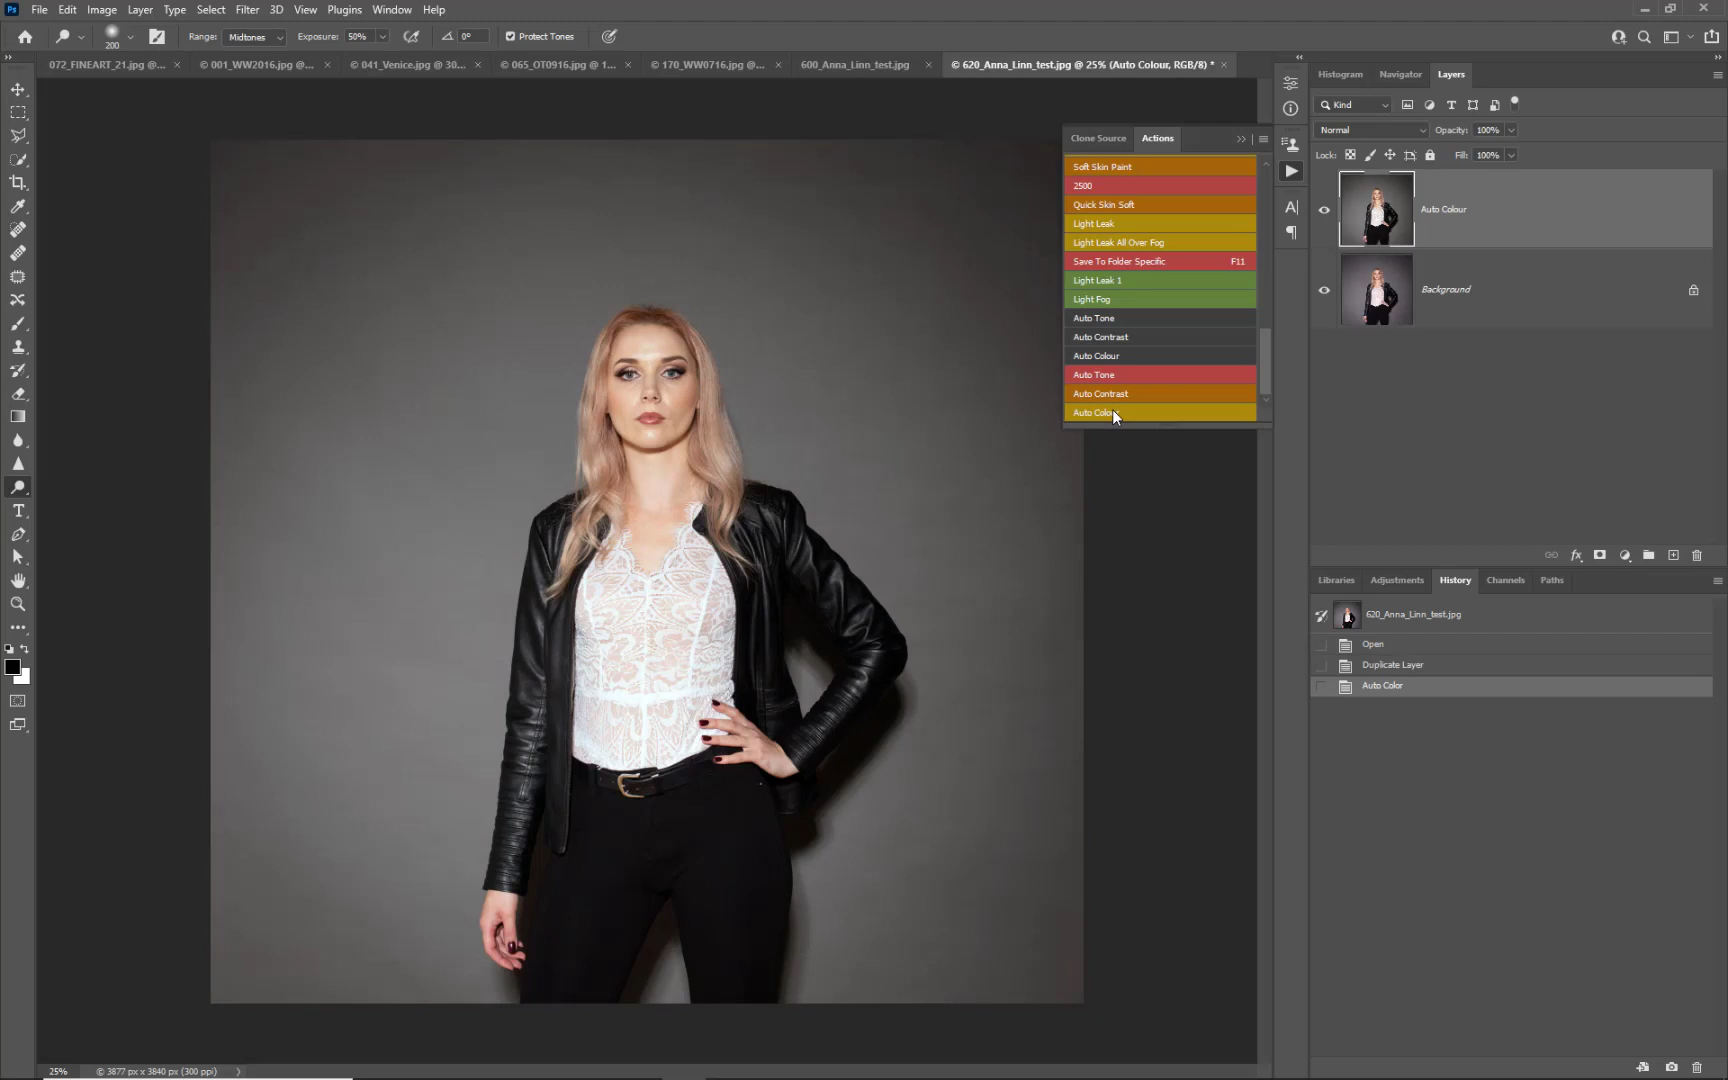 Ps File Edit Image Layer Type Select Filter 3D View Plugins Window Help
200 Range: Midtones Exposure: 50% 0° Protect Tones
072_FINEART_21.jpg @... × © 001_WW2016.jpg @... × © 041_Venice.jpg @ 30... × © 065_OT0916.jpg @ 1... × © 170_WW0716.jpg @... × 600_Anna_Linn_test.jpg × © 620_Anna_Linn_test.jpg @ 25% (Auto Colour, RGB/8) * ×
Histogram Navigator Layers
Kind
Normal Opacity: 100%
Lock: Fill: 100%
Auto Colour
Background
Clone Source Actions
Soft Skin Paint
2500
Quick Skin Soft
Light Leak
Light Leak All Over Fog
Save To Folder Specific F11
Light Leak 1
Light Fog
Auto Tone
Auto Contrast
Auto Colour
Auto Tone
Auto Contrast
Auto Colour
Libraries Adjustments History Channels Paths
620_Anna_Linn_test.jpg
Open
Duplicate Layer
Auto Color
25% © 3877 px x 3840 px (300 ppi)